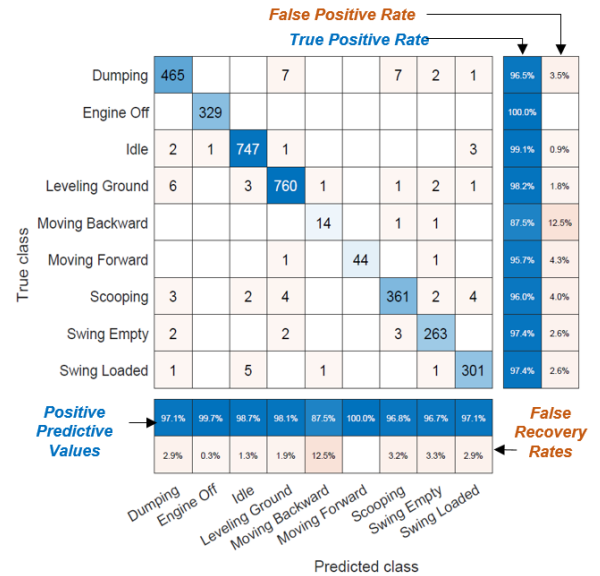 False Positive Rate
True Positive Rate
Dumping 465 7 7 2 1 96.5% 3.5%
Engine Off 329 100.0%
Idle 2 1 747 1 3 99.1% 0.9%
Leveling Ground 6 3 760 1 1 2 1 98.2% 1.8%
Moving Backward 14 1 1 87.5% 12.5%
Moving Forward 1 44 1 95.7% 4.3%
Scooping 3 2 4 361 2 4 96.0% 4.0%
Swing Empty 2 2 3 263 97.4% 2.6%
Swing Loaded 1 5 1 1 301 97.4% 2.6%
True class
Positive
Predictive
Values
97.1% 99.7% 98.7% 98.1% 87.5% 100.0% 96.8% 96.7% 97.1%
2.9% 0.3% 1.3% 1.9% 12.5% 3.2% 3.3% 2.9%
False
Recovery
Rates
Dumping
Engine Off
Idle
Leveling Ground
Moving Backward
Moving Forward
Scooping
Swing Empty
Swing Loaded
Predicted class